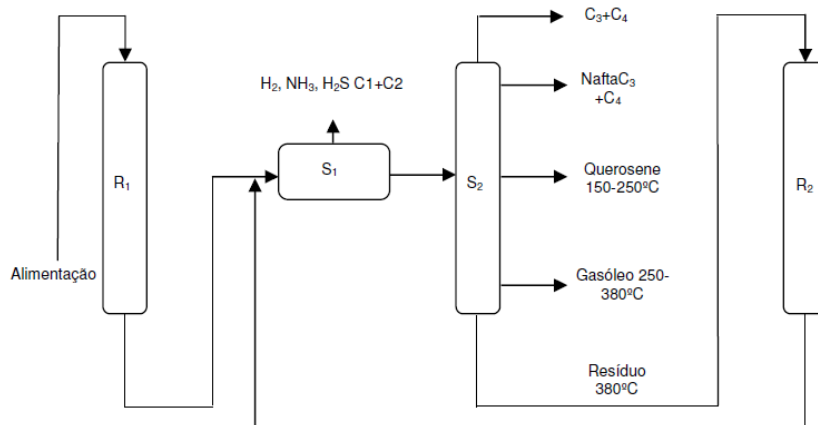 C₃+C₄
H₂, NH₃, H₂S C1+C2
NaftaC₃
+C₄
S₁
R₁
S₂
Querosene
150-250ºC
R₂
Alimentação
Gasóleo 250-
380ºC
Resíduo
380ºC